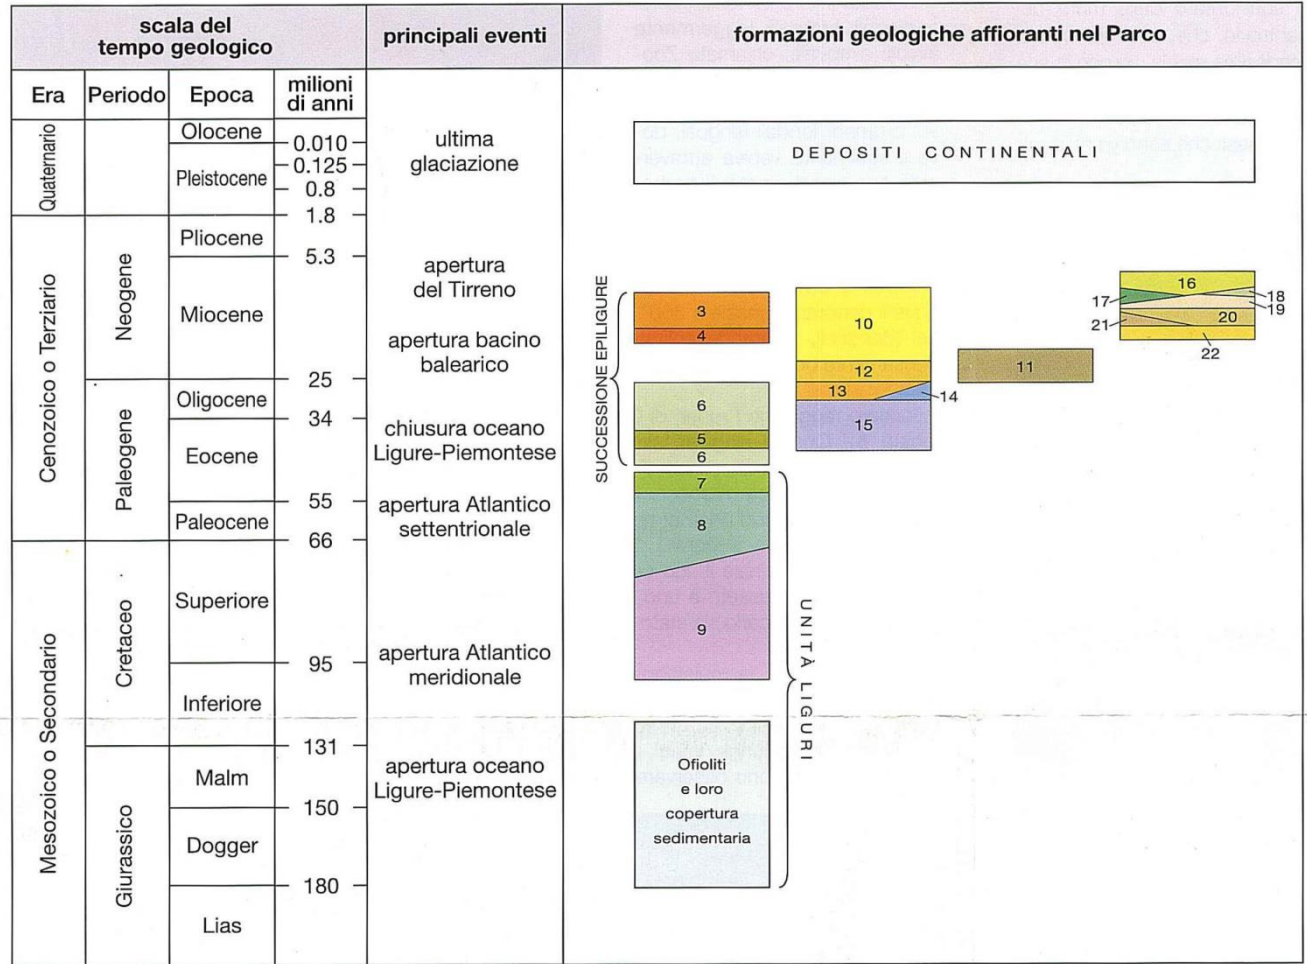 scala del
tempo geologico
principali eventi
formazioni geologiche affioranti nel Parco
Era
Periodo
Epoca
milioni
di anni
Quaternario
Olocene
0.010
0.125
Pleistocene
0.8
1.8
ultima
glaciazione
DEPOSITI CONTINENTALI
Cenozoico o Terziario
Neogene
Pliocene
5.3
Miocene
25
apertura
del Tirreno
apertura bacino
balearico
Paleogene
Oligocene
34
Eocene
55
Paleocene
66
chiusura oceano
Ligure-Piemontese
apertura Atlantico
settentrionale
SUCCESSIONE EPILIGURE
3
4
6
5
6
7
8
9
10
12
13
14
15
11
16
17
18
19
20
21
22
UNITÀ LIGURI
Mesozoico o Secondario
Cretaceo
Superiore
95
Inferiore
131
apertura Atlantico
meridionale
Giurassico
Malm
150
Dogger
180
Lias
apertura oceano
Ligure-Piemontese
Ofioliti
e loro
copertura
sedimentaria